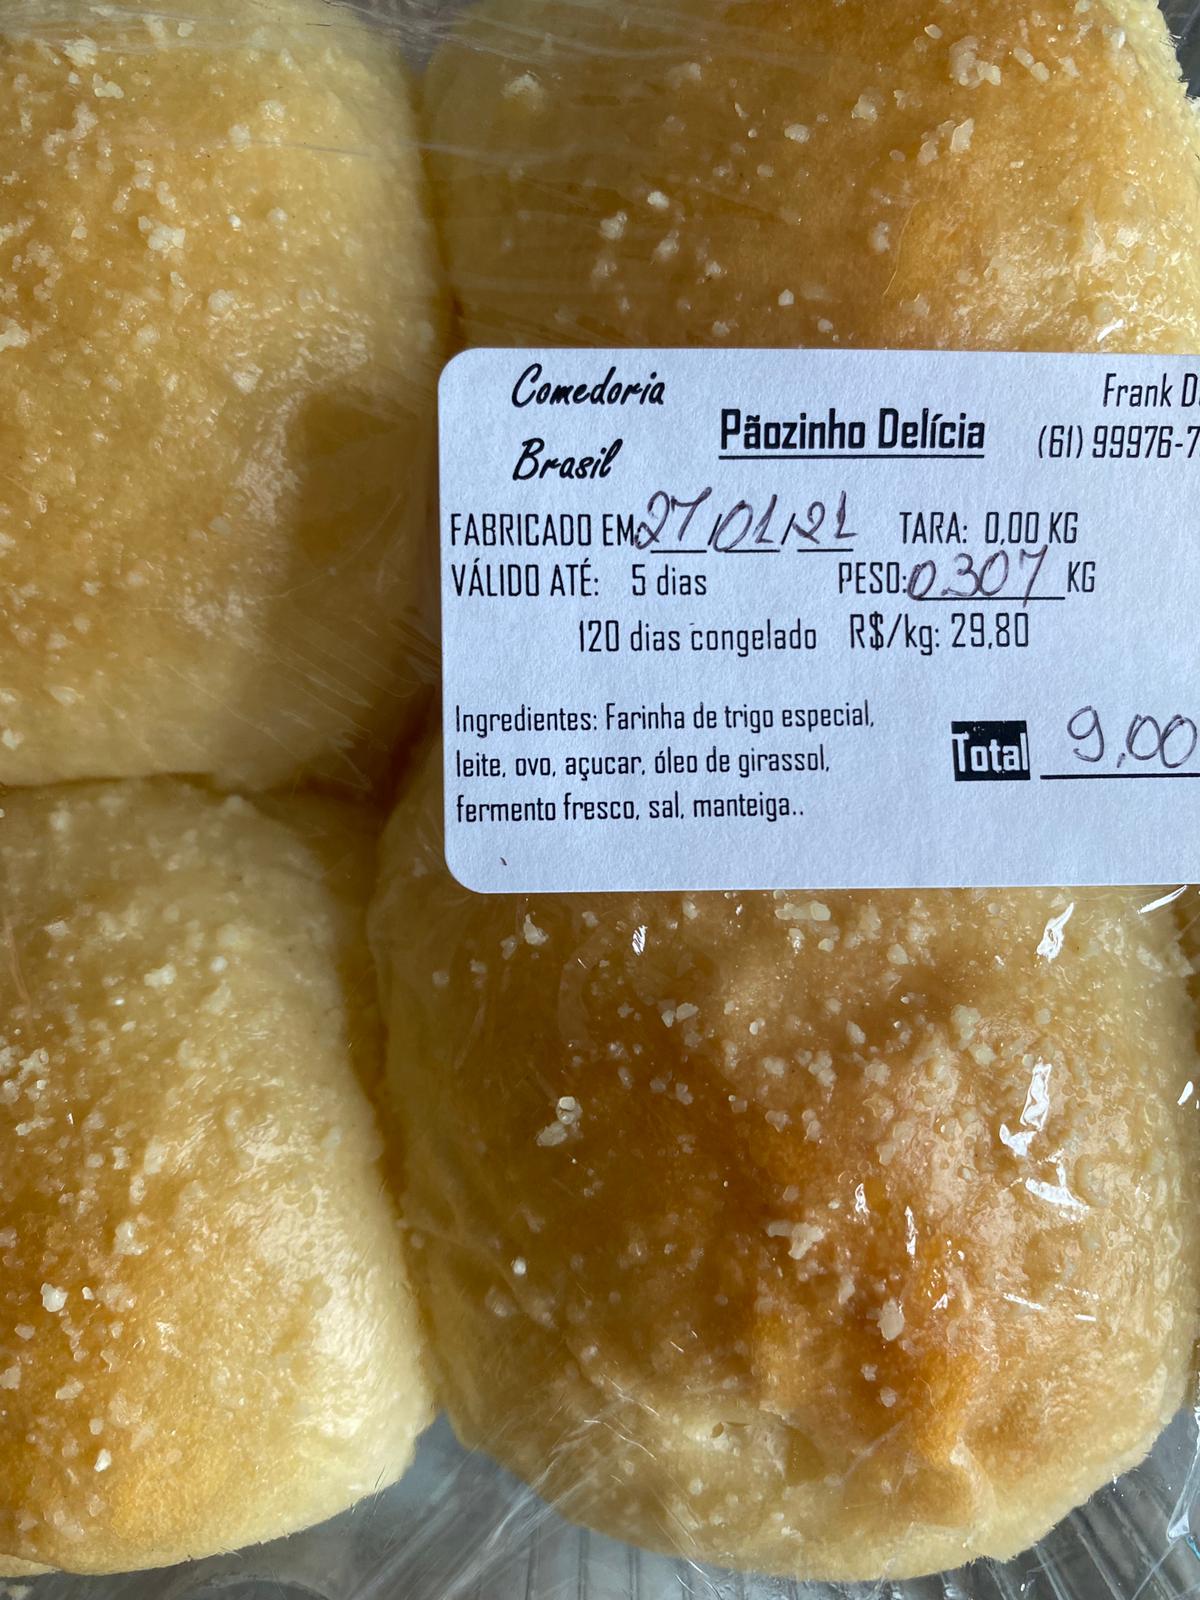 Comedoria
Brasil
Pãozinho Delícia
Frank D
(61) 99976-7
FABRICADO EM: 27/01/21 TARA: 0,00 KG
VÁLIDO ATÉ: 5 dias PESO: 0.307 KG
120 dias congelado R$/kg: 29,80
Ingredientes: Farinha de trigo especial,
leite, ovo, açucar, óleo de girassol,
fermento fresco, sal, manteiga..
Total 9,00